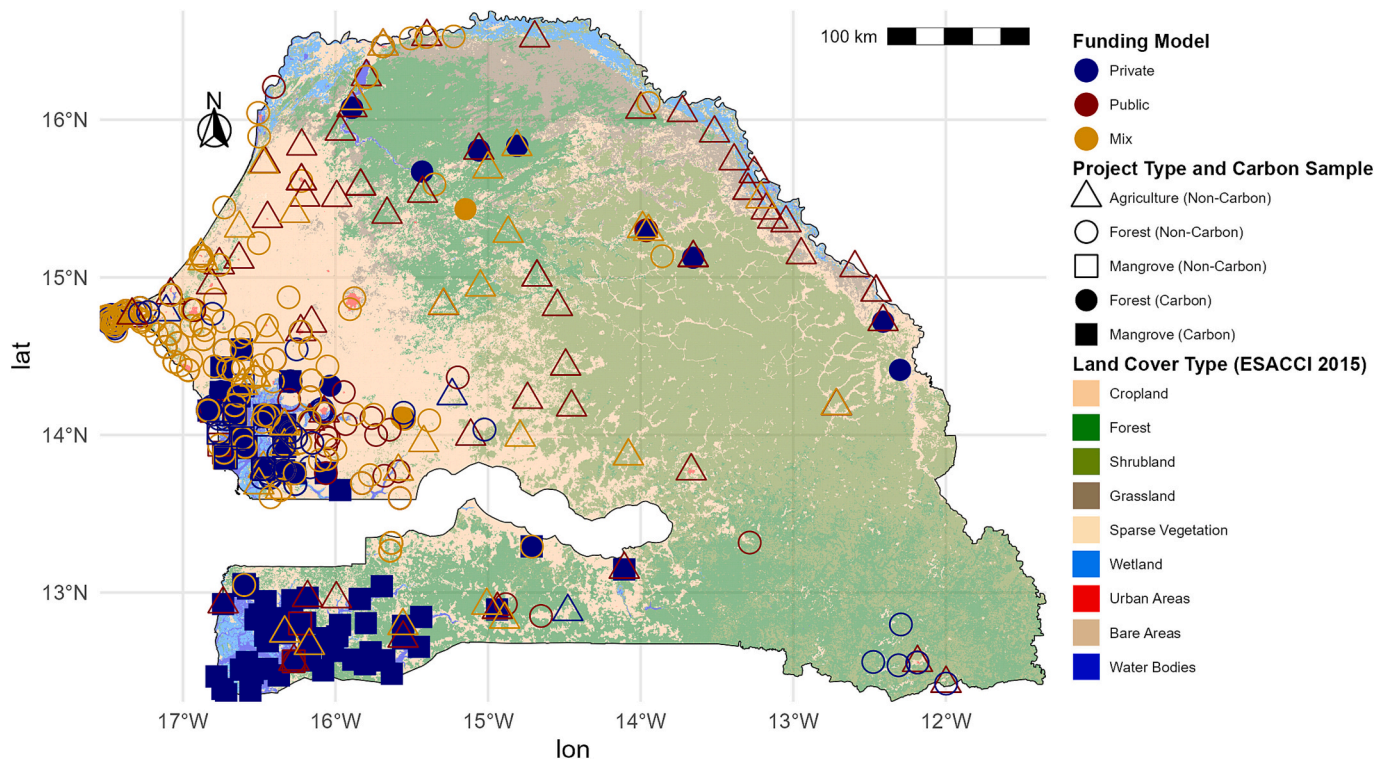 100 km
N
16°N
15°N
14°N
13°N
lat
17°W
16°W
15°W
14°W
13°W
12°W
lon
Funding Model
Private
Public
Mix
Project Type and Carbon Sample
Agriculture (Non-Carbon)
Forest (Non-Carbon)
Mangrove (Non-Carbon)
Forest (Carbon)
Mangrove (Carbon)
Land Cover Type (ESACCI 2015)
Cropland
Forest
Shrubland
Grassland
Sparse Vegetation
Wetland
Urban Areas
Bare Areas
Water Bodies